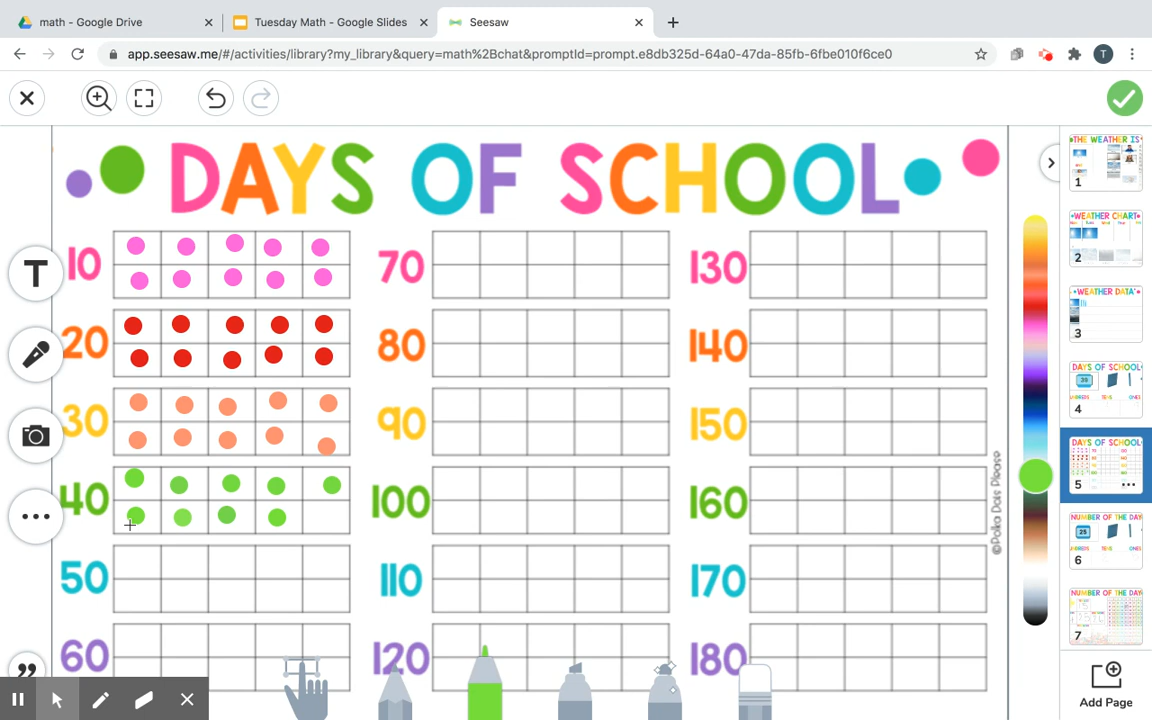 math - Google Drive
Tuesday Math - Google Slides
Seesaw
app.seesaw.me/#/activities/library?my_library&query=math%2Bchat&promptId=prompt.e8db325d-64a0-47da-85fb-6fbe010f6ce0
T
DAYS OF SCHOOL
T
10 70 130
20 80 140
30 90 150
40 100 160
50 110 170
60 120 180
©Polka Dots Please
THE WEATHER IS
1
WEATHER CHART
2
WEATHER DATA
3
DAYS OF SCHOOL
4
DAYS OF SCHOOL
5
NUMBER OF THE DAY
25
6
NUMBER OF THE DAY
7
Add Page